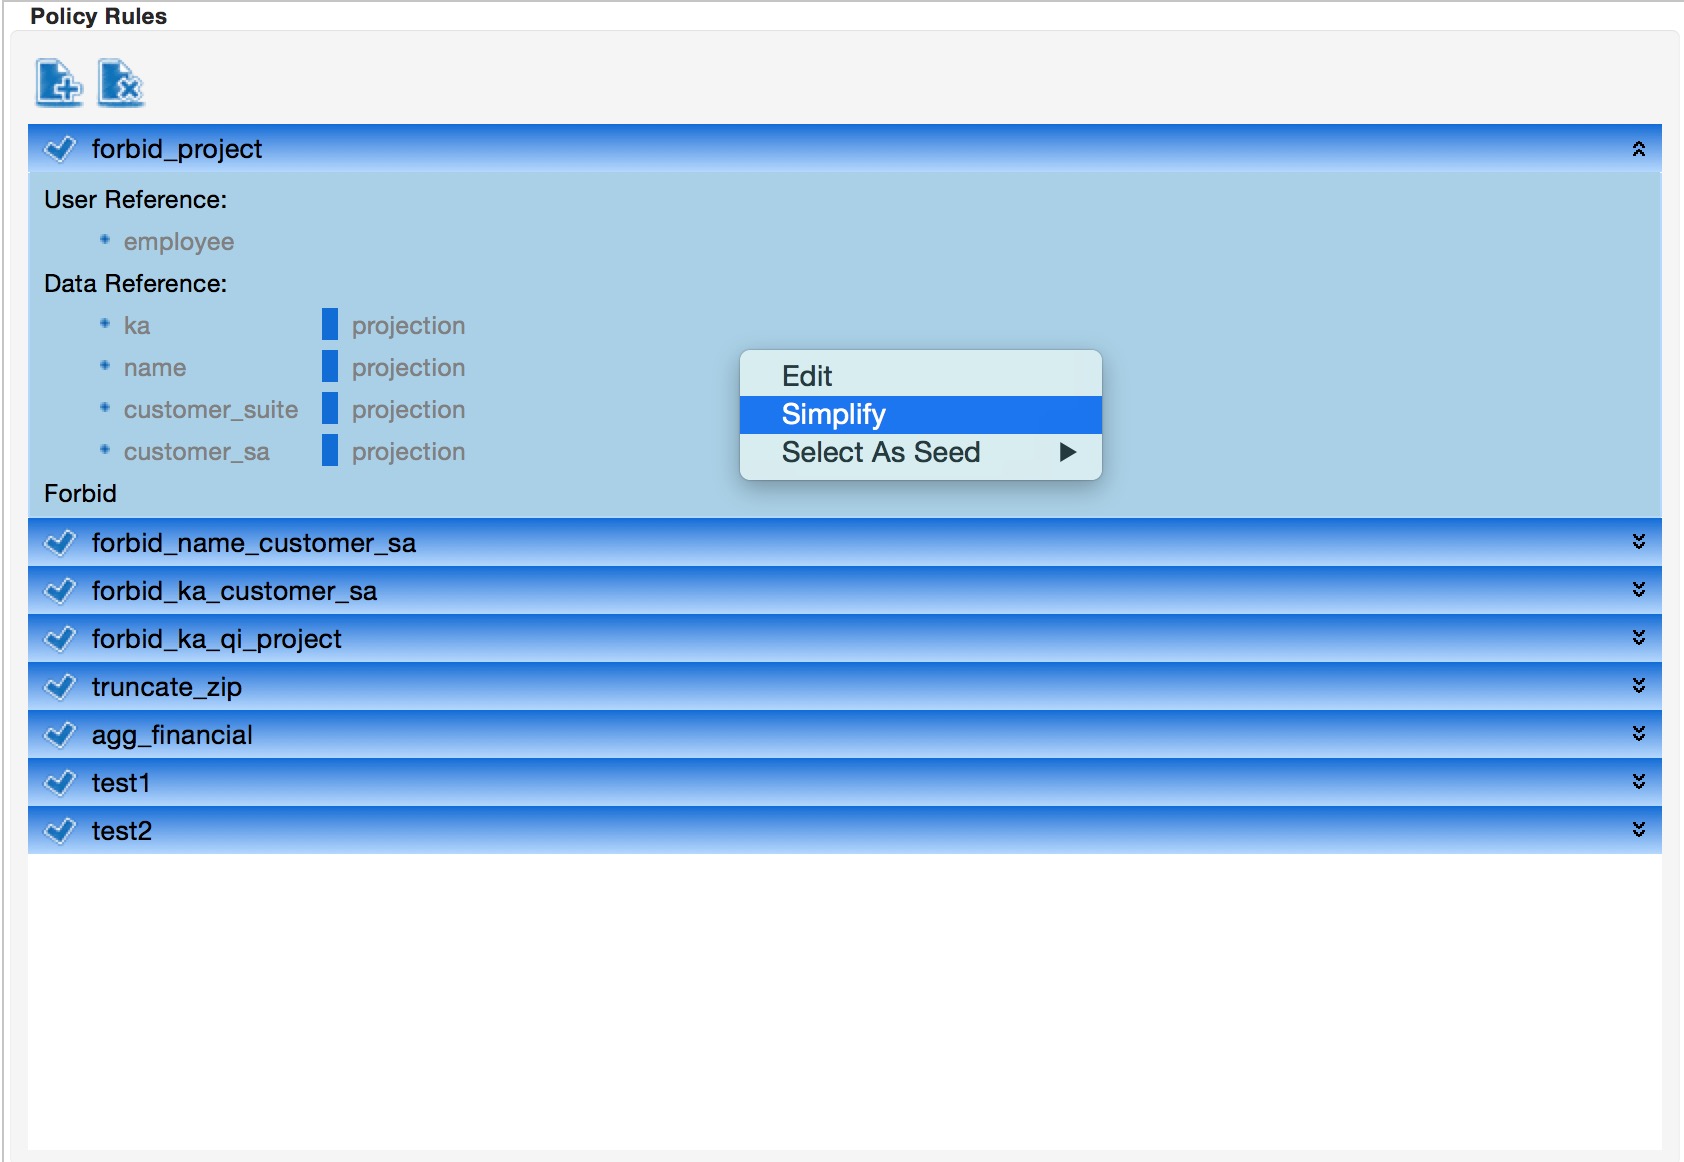 Policy Rules
forbid_project
User Reference:
employee
Data Reference:
ka projection
name projection
customer_suite projection
customer_sa projection
Forbid
Edit
Simplify
Select As Seed
forbid_name_customer_sa
forbid_ka_customer_sa
forbid_ka_qi_project
truncate_zip
agg_financial
test1
test2